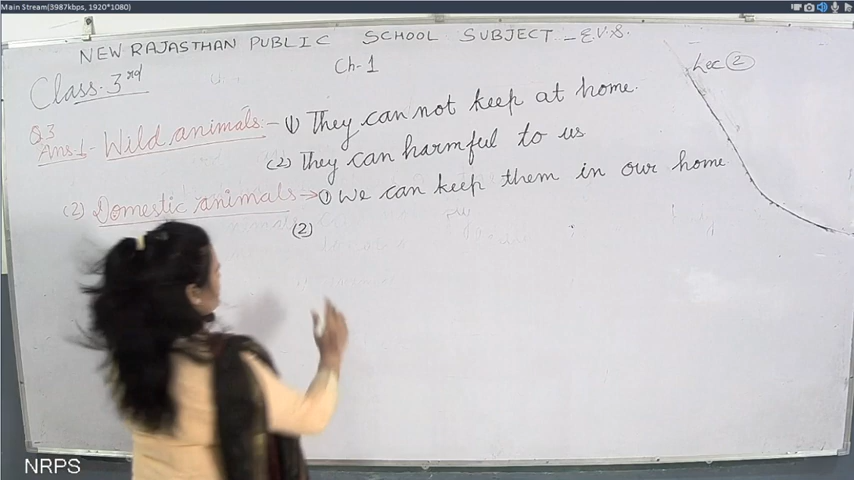 Main Stream(3987kbps, 1920*1080)
NEW RAJASTHAN PUBLIC SCHOOL SUBJECT - E.V.S.
Class. 3rd Ch-1 Lec (2)
Q.3
Ans.1- Wild animals - (1) They can not keep at home.
(2) They can harmful to us
(2) Domestic animals → (1) We can keep them in our home
(2)
NRPS